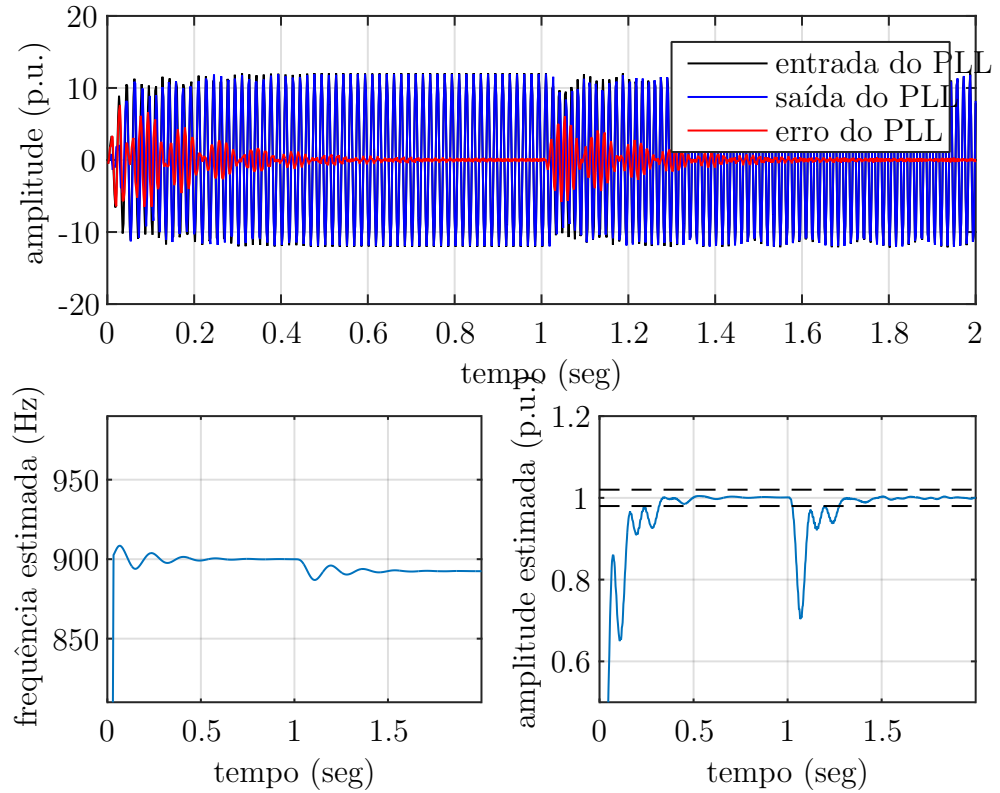 20
10
0
-10
-20
amplitude (p.u.)
entrada do PLL
saída do PLL
erro do PLL
0 0.2 0.4 0.6 0.8 1 1.2 1.4 1.6 1.8 2
tempo (seg)
frequência estimada (Hz)
950
900
850
0 0.5 1 1.5
tempo (seg)
amplitude estimada (p.u.)
1.2
1
0.8
0.6
0 0.5 1 1.5
tempo (seg)